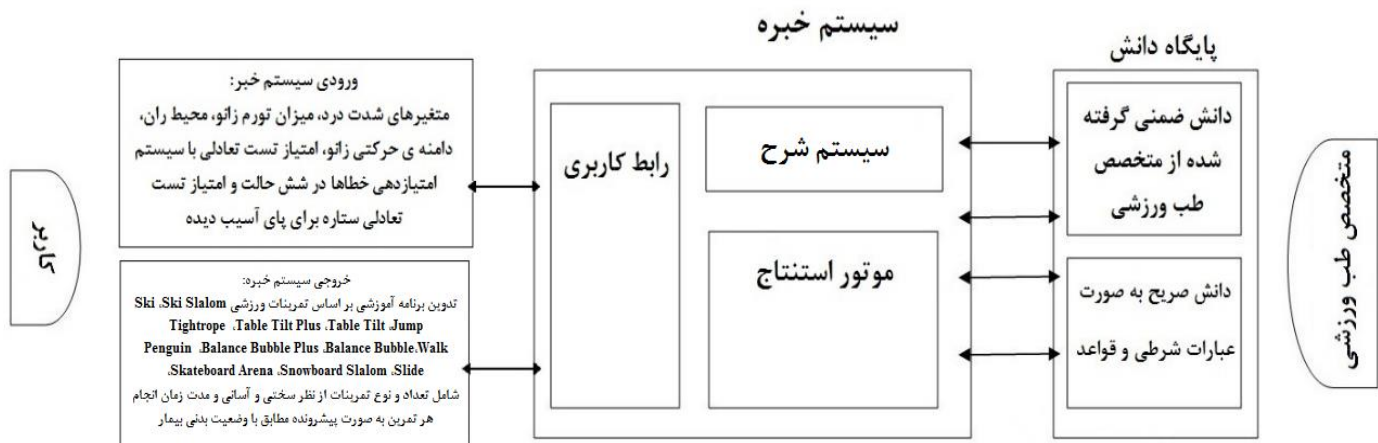 سیستم خبره
پایگاه دانش
متخصص طب ورزشی
دانش ضمنی گرفته
شده از متخصص
طب ورزشی
دانش صریح به صورت
عبارات شرطی و قواعد
سیستم شرح
موتور استنتاج
رابط کاربری
ورودی سیستم خبر:
متغیرهای شدت درد، میزان تورم زانو، محیط ران،
دامنه ی حرکتی زانو، امتیاز تست تعادلی با سیستم
امتیازدهی خطاها در شش حالت و امتیاز تست
تعادلی ستاره برای پای آسیب دیده
خروجی سیستم خبره:
تدوین برنامه آموزشی بر اساس تمرینات ورزشی Ski ،Ski Slalom
Tightrope ،Table Tilt Plus ،Table Tilt ،Jump
Penguin ،Balance Bubble Plus ،Balance Bubble،Walk
،Skateboard Arena ،Snowboard Slalom ،Slide
شامل تعداد و نوع تمرینات از نظر سختی و آسانی و مدت زمان انجام
هر تمرین به صورت پیشرونده مطابق با وضعیت بدنی بیمار
کاربر